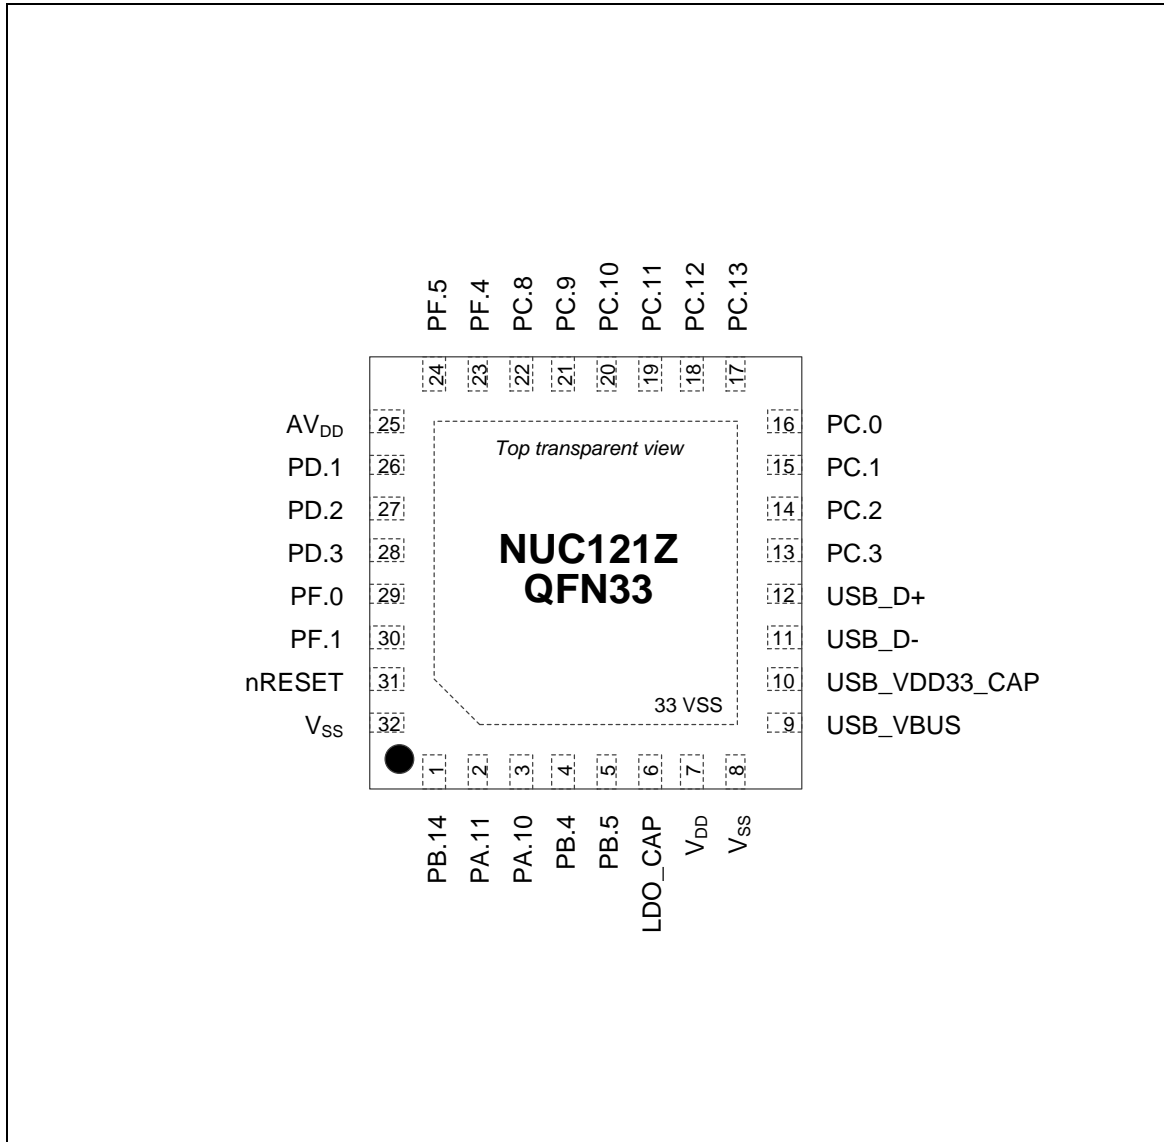 PF.5 PF.4 PC.8 PC.9 PC.10 PC.11 PC.12 PC.13
24 23 22 21 20 19 18 17
AVDD 25
PD.1 26
PD.2 27
PD.3 28
PF.0 29
PF.1 30
nRESET 31
VSS 32
Top transparent view
NUC121Z
QFN33
33 VSS
16 PC.0
15 PC.1
14 PC.2
13 PC.3
12 USB_D+
11 USB_D-
10 USB_VDD33_CAP
9 USB_VBUS
1 2 3 4 5 6 7 8
PB.14 PA.11 PA.10 PB.4 PB.5 LDO_CAP VDD VSS